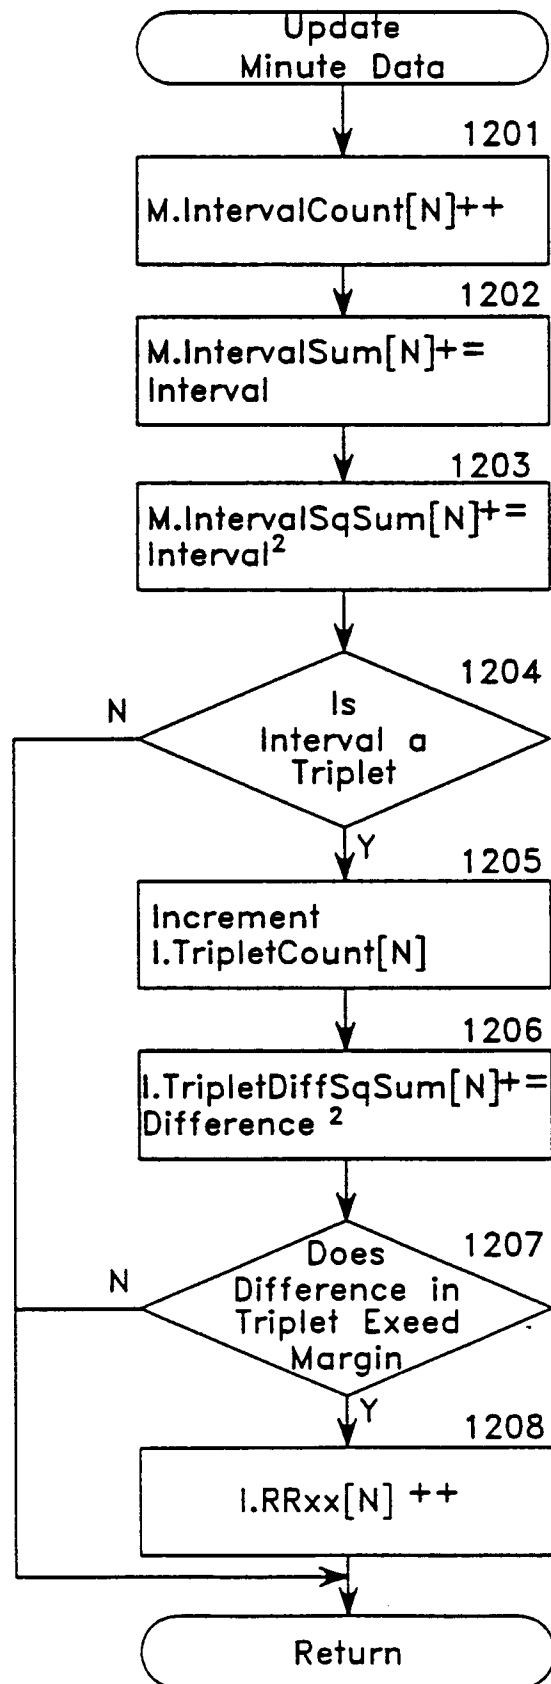 Update
Minute Data
1201
M.IntervalCount[N]++
1202
M.IntervalSum[N]+=
Interval
1203
M.IntervalSqSum[N]+=
Interval²
1204
N
Is
Interval a
Triplet
Y
1205
Increment
I.TripletCount[N]
1206
I.TripletDiffSqSum[N]+=
Difference ²
1207
N
Does
Difference in
Triplet Exeed
Margin
Y
1208
I.RRxx[N] ++
Return